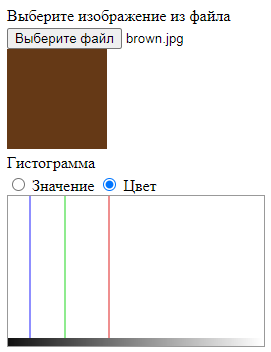 Выберите изображение из файла
Выберите файл brown.jpg
Гистограмма
Значение Цвет